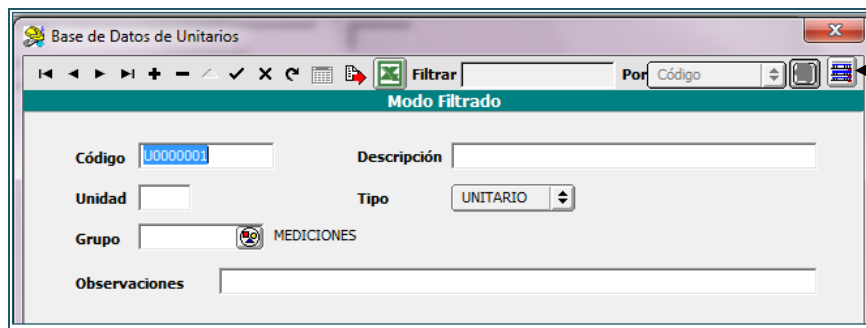 Base de Datos de Unitarios
Filtrar Por Código
Modo Filtrado
Código U0000001 Descripción
Unidad Tipo UNITARIO
Grupo MEDICIONES
Observaciones